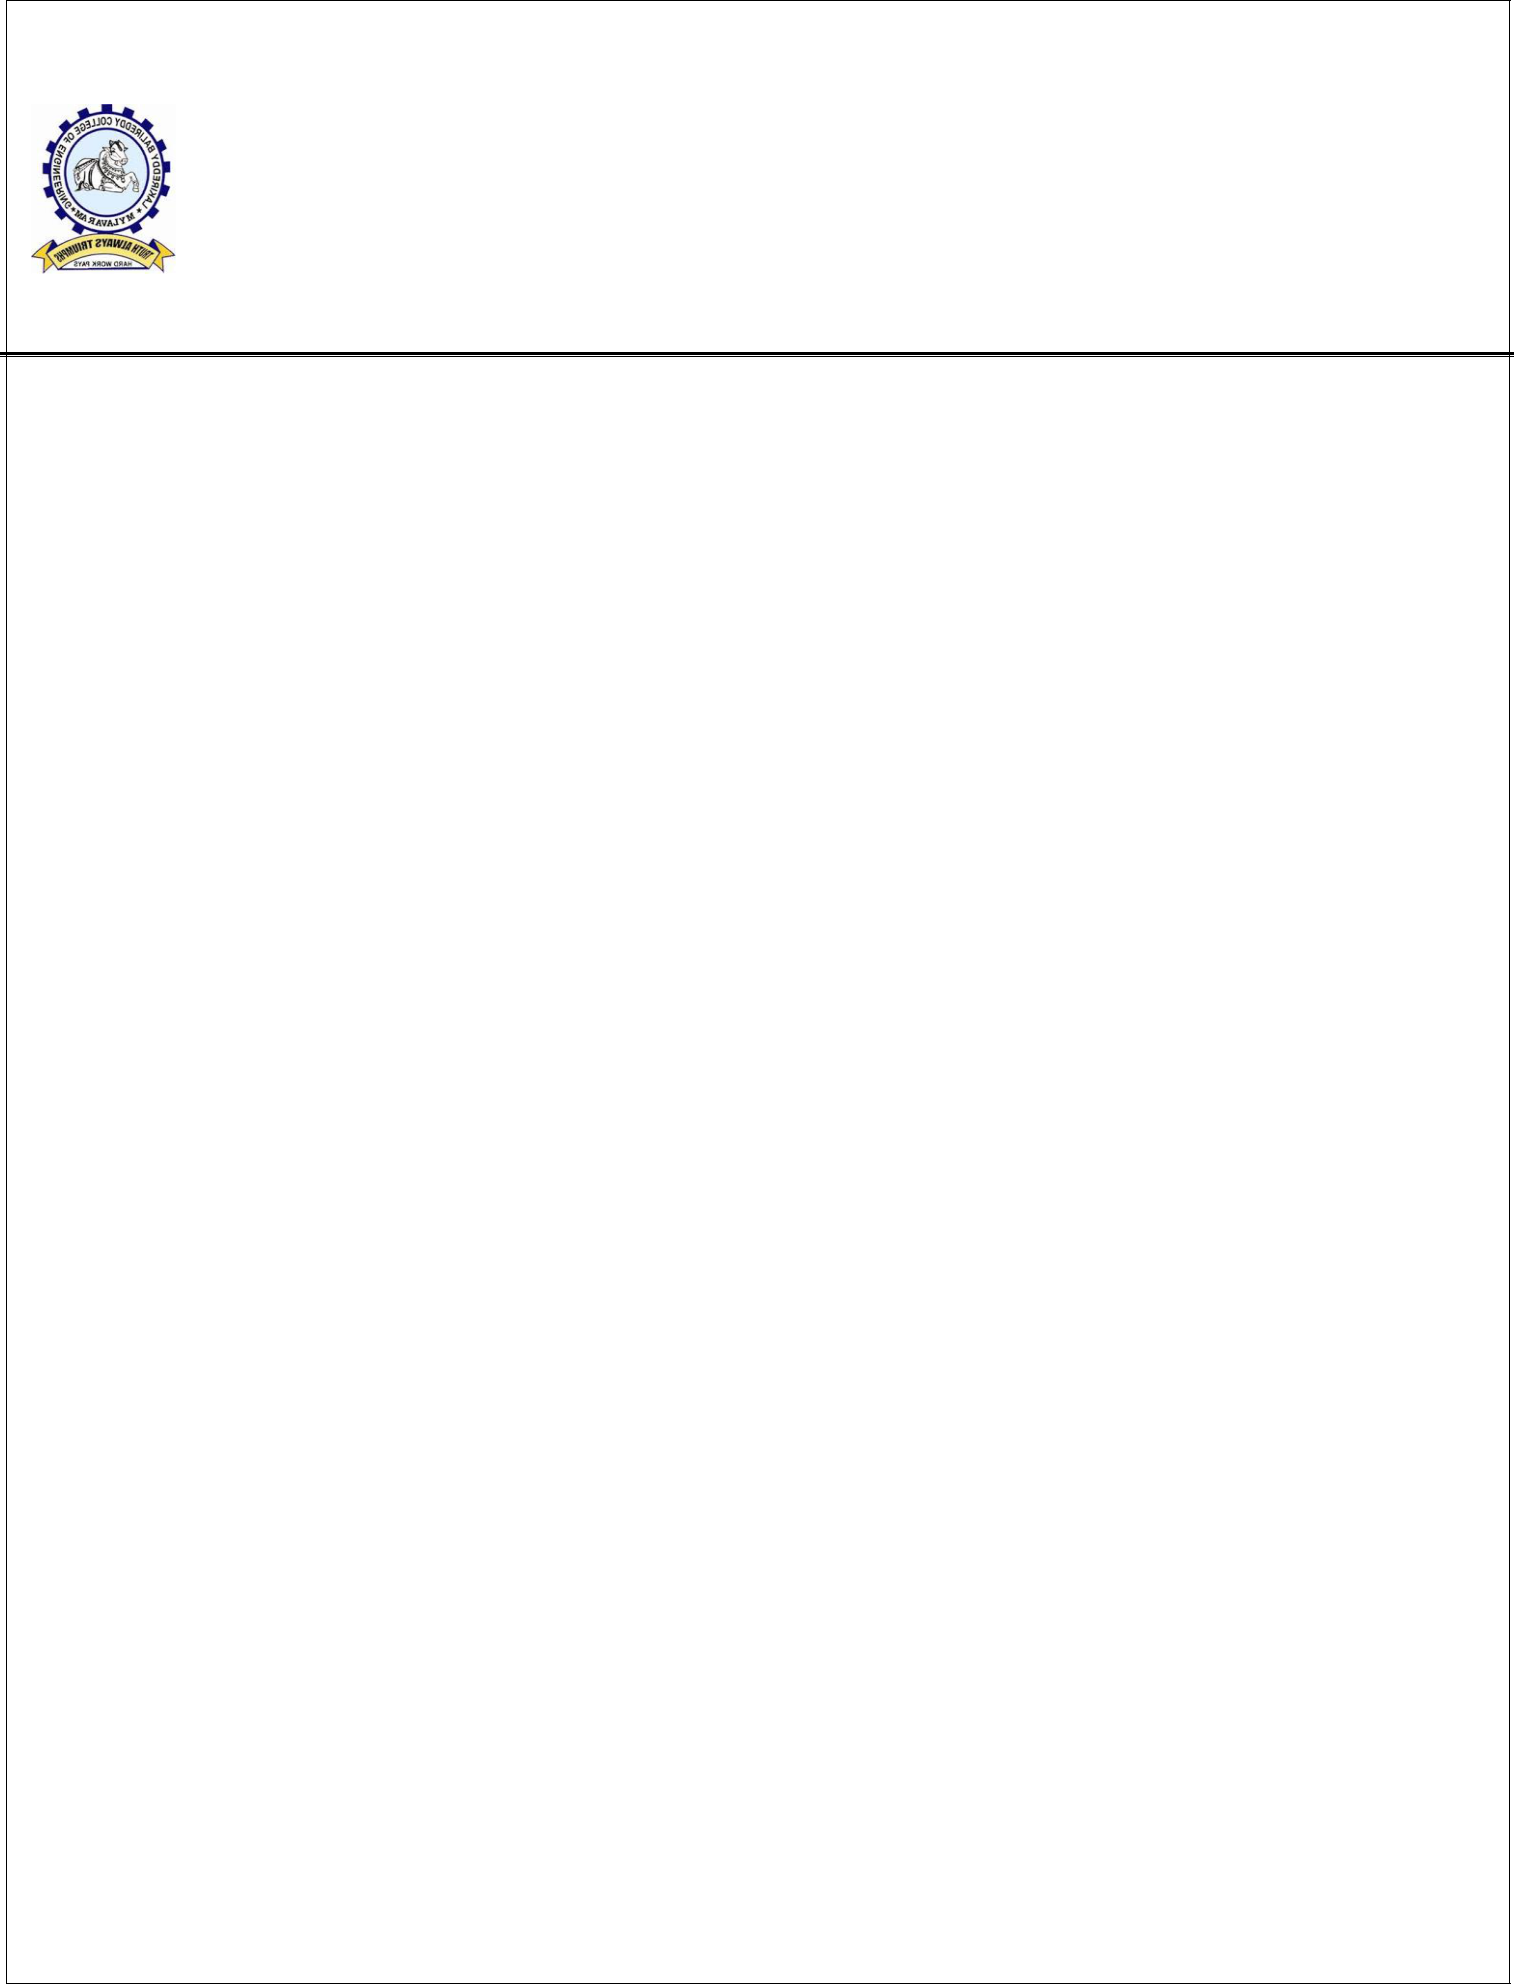 LAKIREDDY BALIREDDY COLLEGE OF ENGINEERING
* MYLAVARAM *
TRUTH ALWAYS TRIUMPHS
HARD WORK PAYS